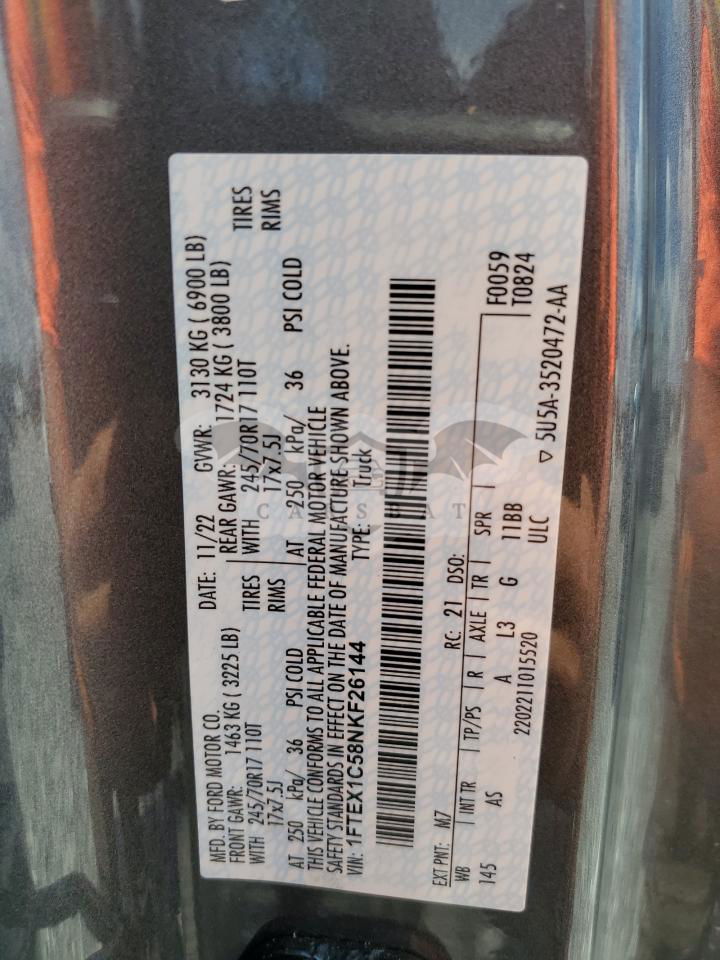 MFD. BY FORD MOTOR CO.
DATE: 11/22 GVWR: 3130 KG ( 6900 LB)
FRONT GAWR: 1463 KG ( 3225 LB)
REAR GAWR: 1724 KG ( 3800 LB)
WITH 245/70R17 110T TIRES
WITH 245/70R17 110T TIRES
17x7.5J RIMS
17x7.5J RIMS
AT 250 kPa/ 36 PSI COLD
AT 250 kPa/ 36 PSI COLD
THIS VEHICLE CONFORMS TO ALL APPLICABLE FEDERAL MOTOR VEHICLE
SAFETY STANDARDS IN EFFECT ON THE DATE OF MANUFACTURE SHOWN ABOVE.
VIN: 1FTEX1C58NKF26144
TYPE: Truck
EXT PNT: M7 RC: 21 DSO:
WB INT TR TP/PS R AXLE TR SPR F0059
T0824
145 AS A L3 G 11BB
2202211015520 ULC
▽ 5U5A-3520472-AA
CARSBAT